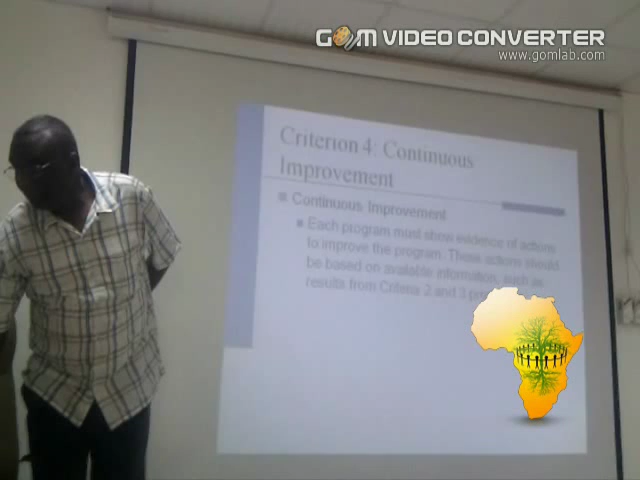 GOM VIDEO CONVERTER
www.gomlab.com
Criterion 4: Continuous
Improvement
Continuous Improvement
Each program must show evidence of actions
to improve the program. These actions should
be based on available information, such as
results from Criteria 2 and 3